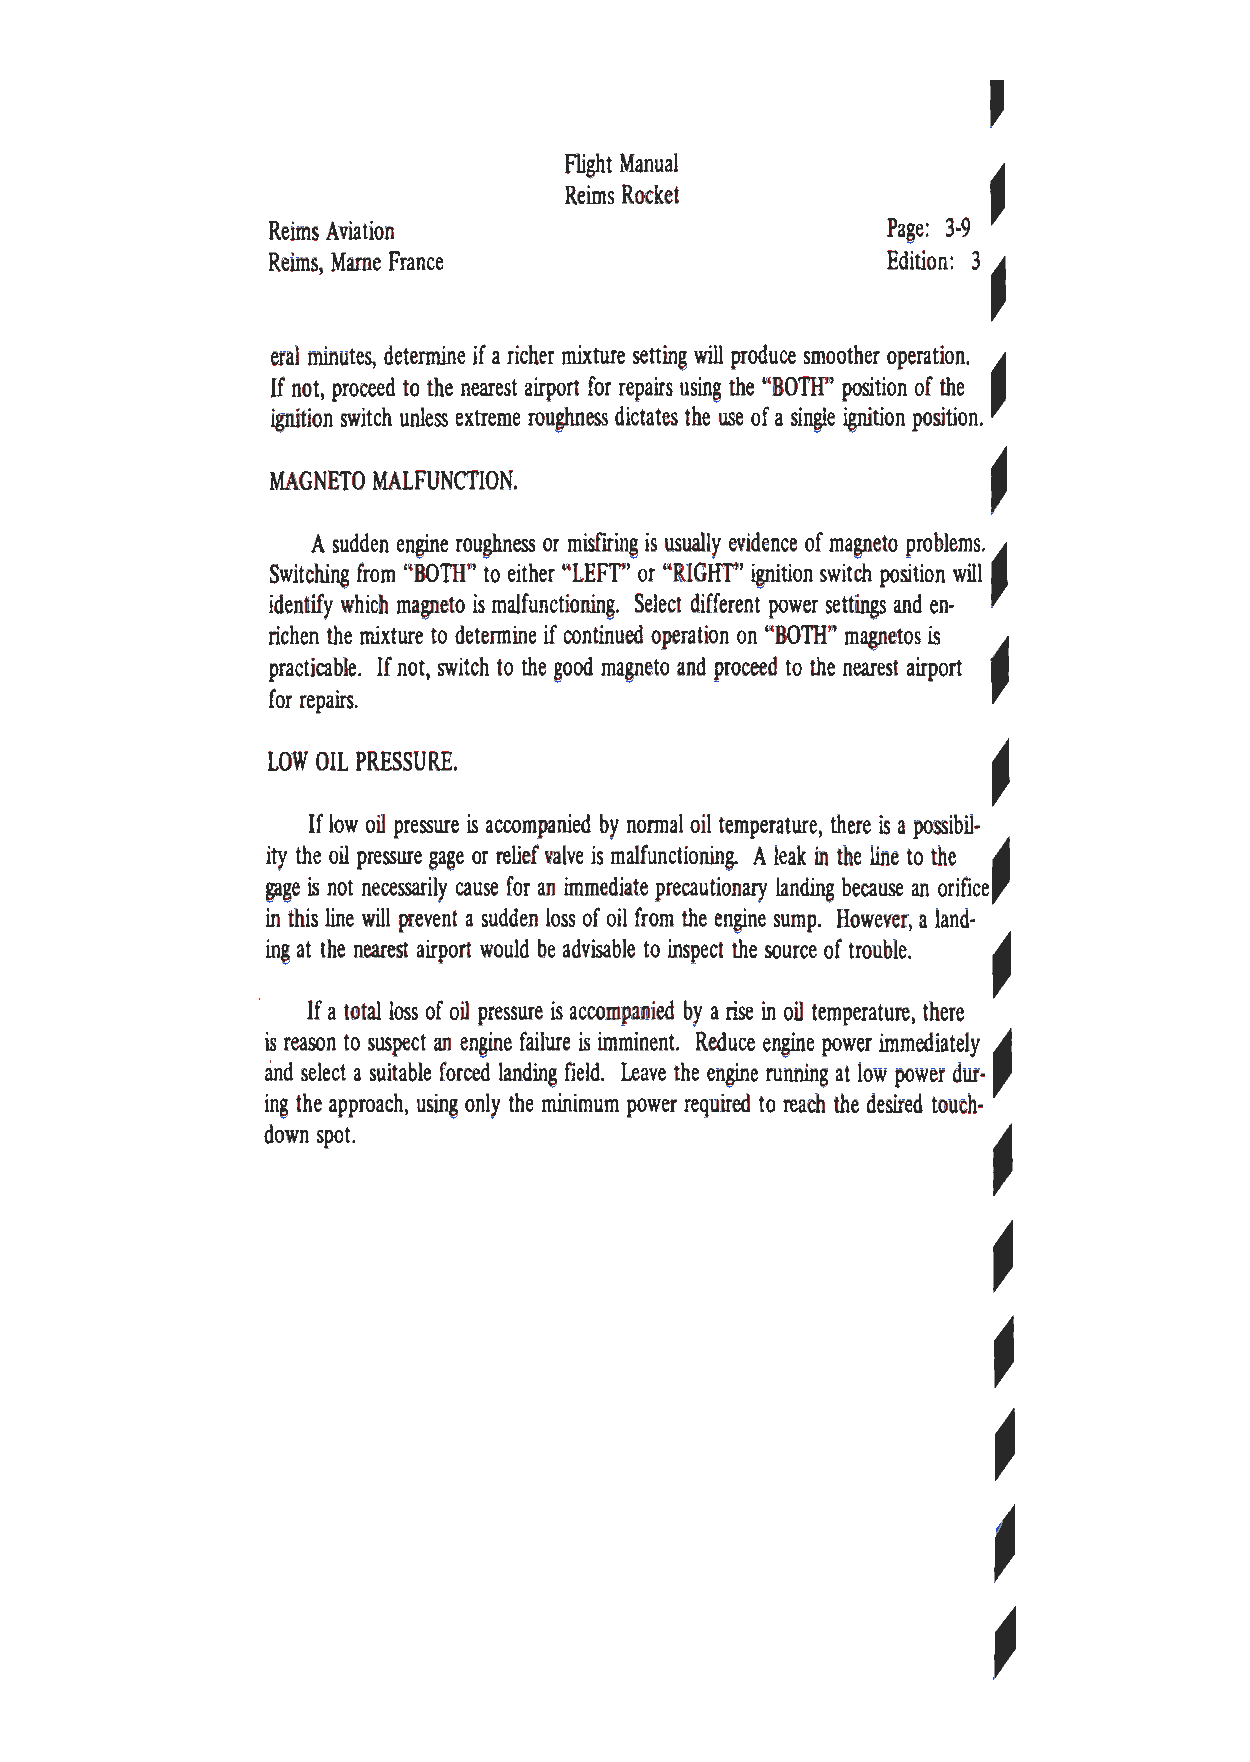 Flight Manual
Reims Rocket
Reims Aviation Page: 3-9
Reims, Marne France Edition: 3
eral minutes, determine if a richer mixture setting will produce smoother operation.
If not, proceed to the nearest airport for repairs using the “BOTH” position of the
ignition switch unless extreme roughness dictates the use of a single ignition position.
MAGNETO MALFUNCTION.
A sudden engine roughness or misfiring is usually evidence of magneto problems.
Switching from “BOTH” to either “LEFT” or “RIGHT” ignition switch position will
identify which magneto is malfunctioning. Select different power settings and en-
richen the mixture to determine if continued operation on “BOTH” magnetos is
practicable. If not, switch to the good magneto and proceed to the nearest airport
for repairs.
LOW OIL PRESSURE.
If low oil pressure is accompanied by normal oil temperature, there is a possibil-
ity the oil pressure gage or relief valve is malfunctioning. A leak in the line to the
gage is not necessarily cause for an immediate precautionary landing because an orifice
in this line will prevent a sudden loss of oil from the engine sump. However, a land-
ing at the nearest airport would be advisable to inspect the source of trouble.
If a total loss of oil pressure is accompanied by a rise in oil temperature, there
is reason to suspect an engine failure is imminent. Reduce engine power immediately
and select a suitable forced landing field. Leave the engine running at low power dur-
ing the approach, using only the minimum power required to reach the desired touch-
down spot.